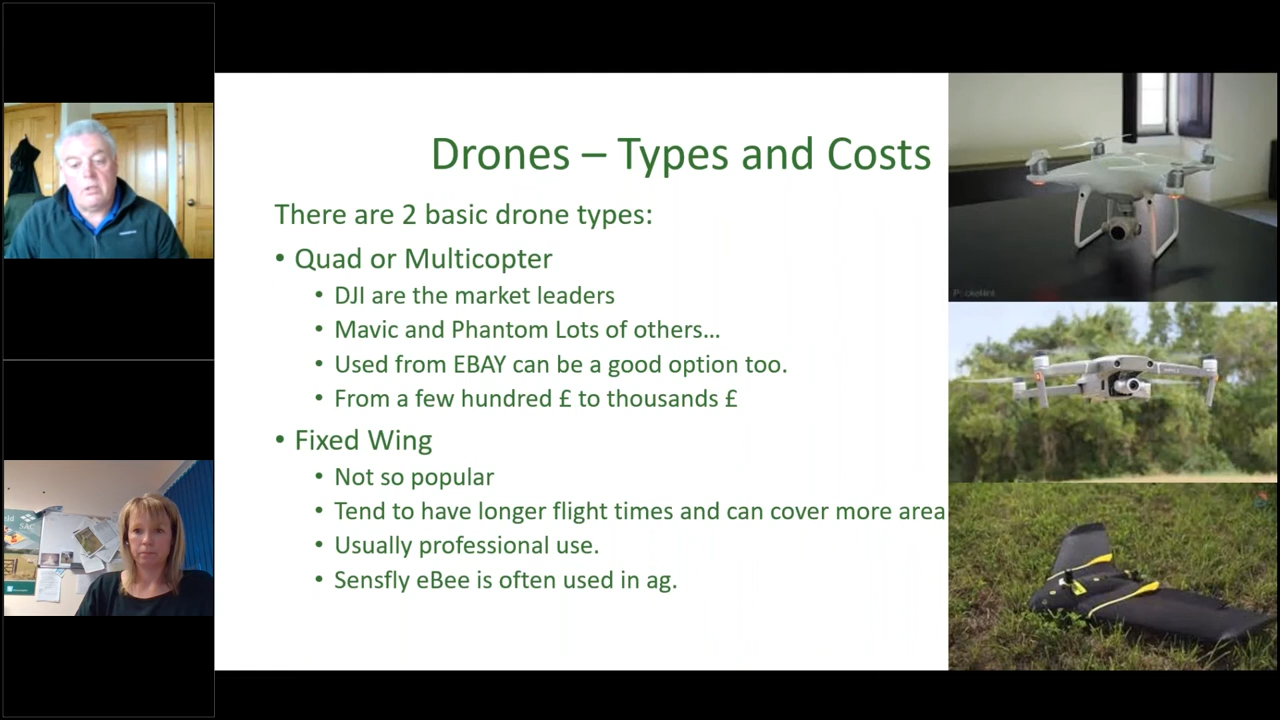 Drones – Types and Costs
There are 2 basic drone types:
• Quad or Multicopter
• DJI are the market leaders
• Mavic and Phantom Lots of others…
• Used from EBAY can be a good option too.
• From a few hundred £ to thousands £
• Fixed Wing
• Not so popular
• Tend to have longer flight times and can cover more area
• Usually professional use.
• Sensfly eBee is often used in ag.
SAC